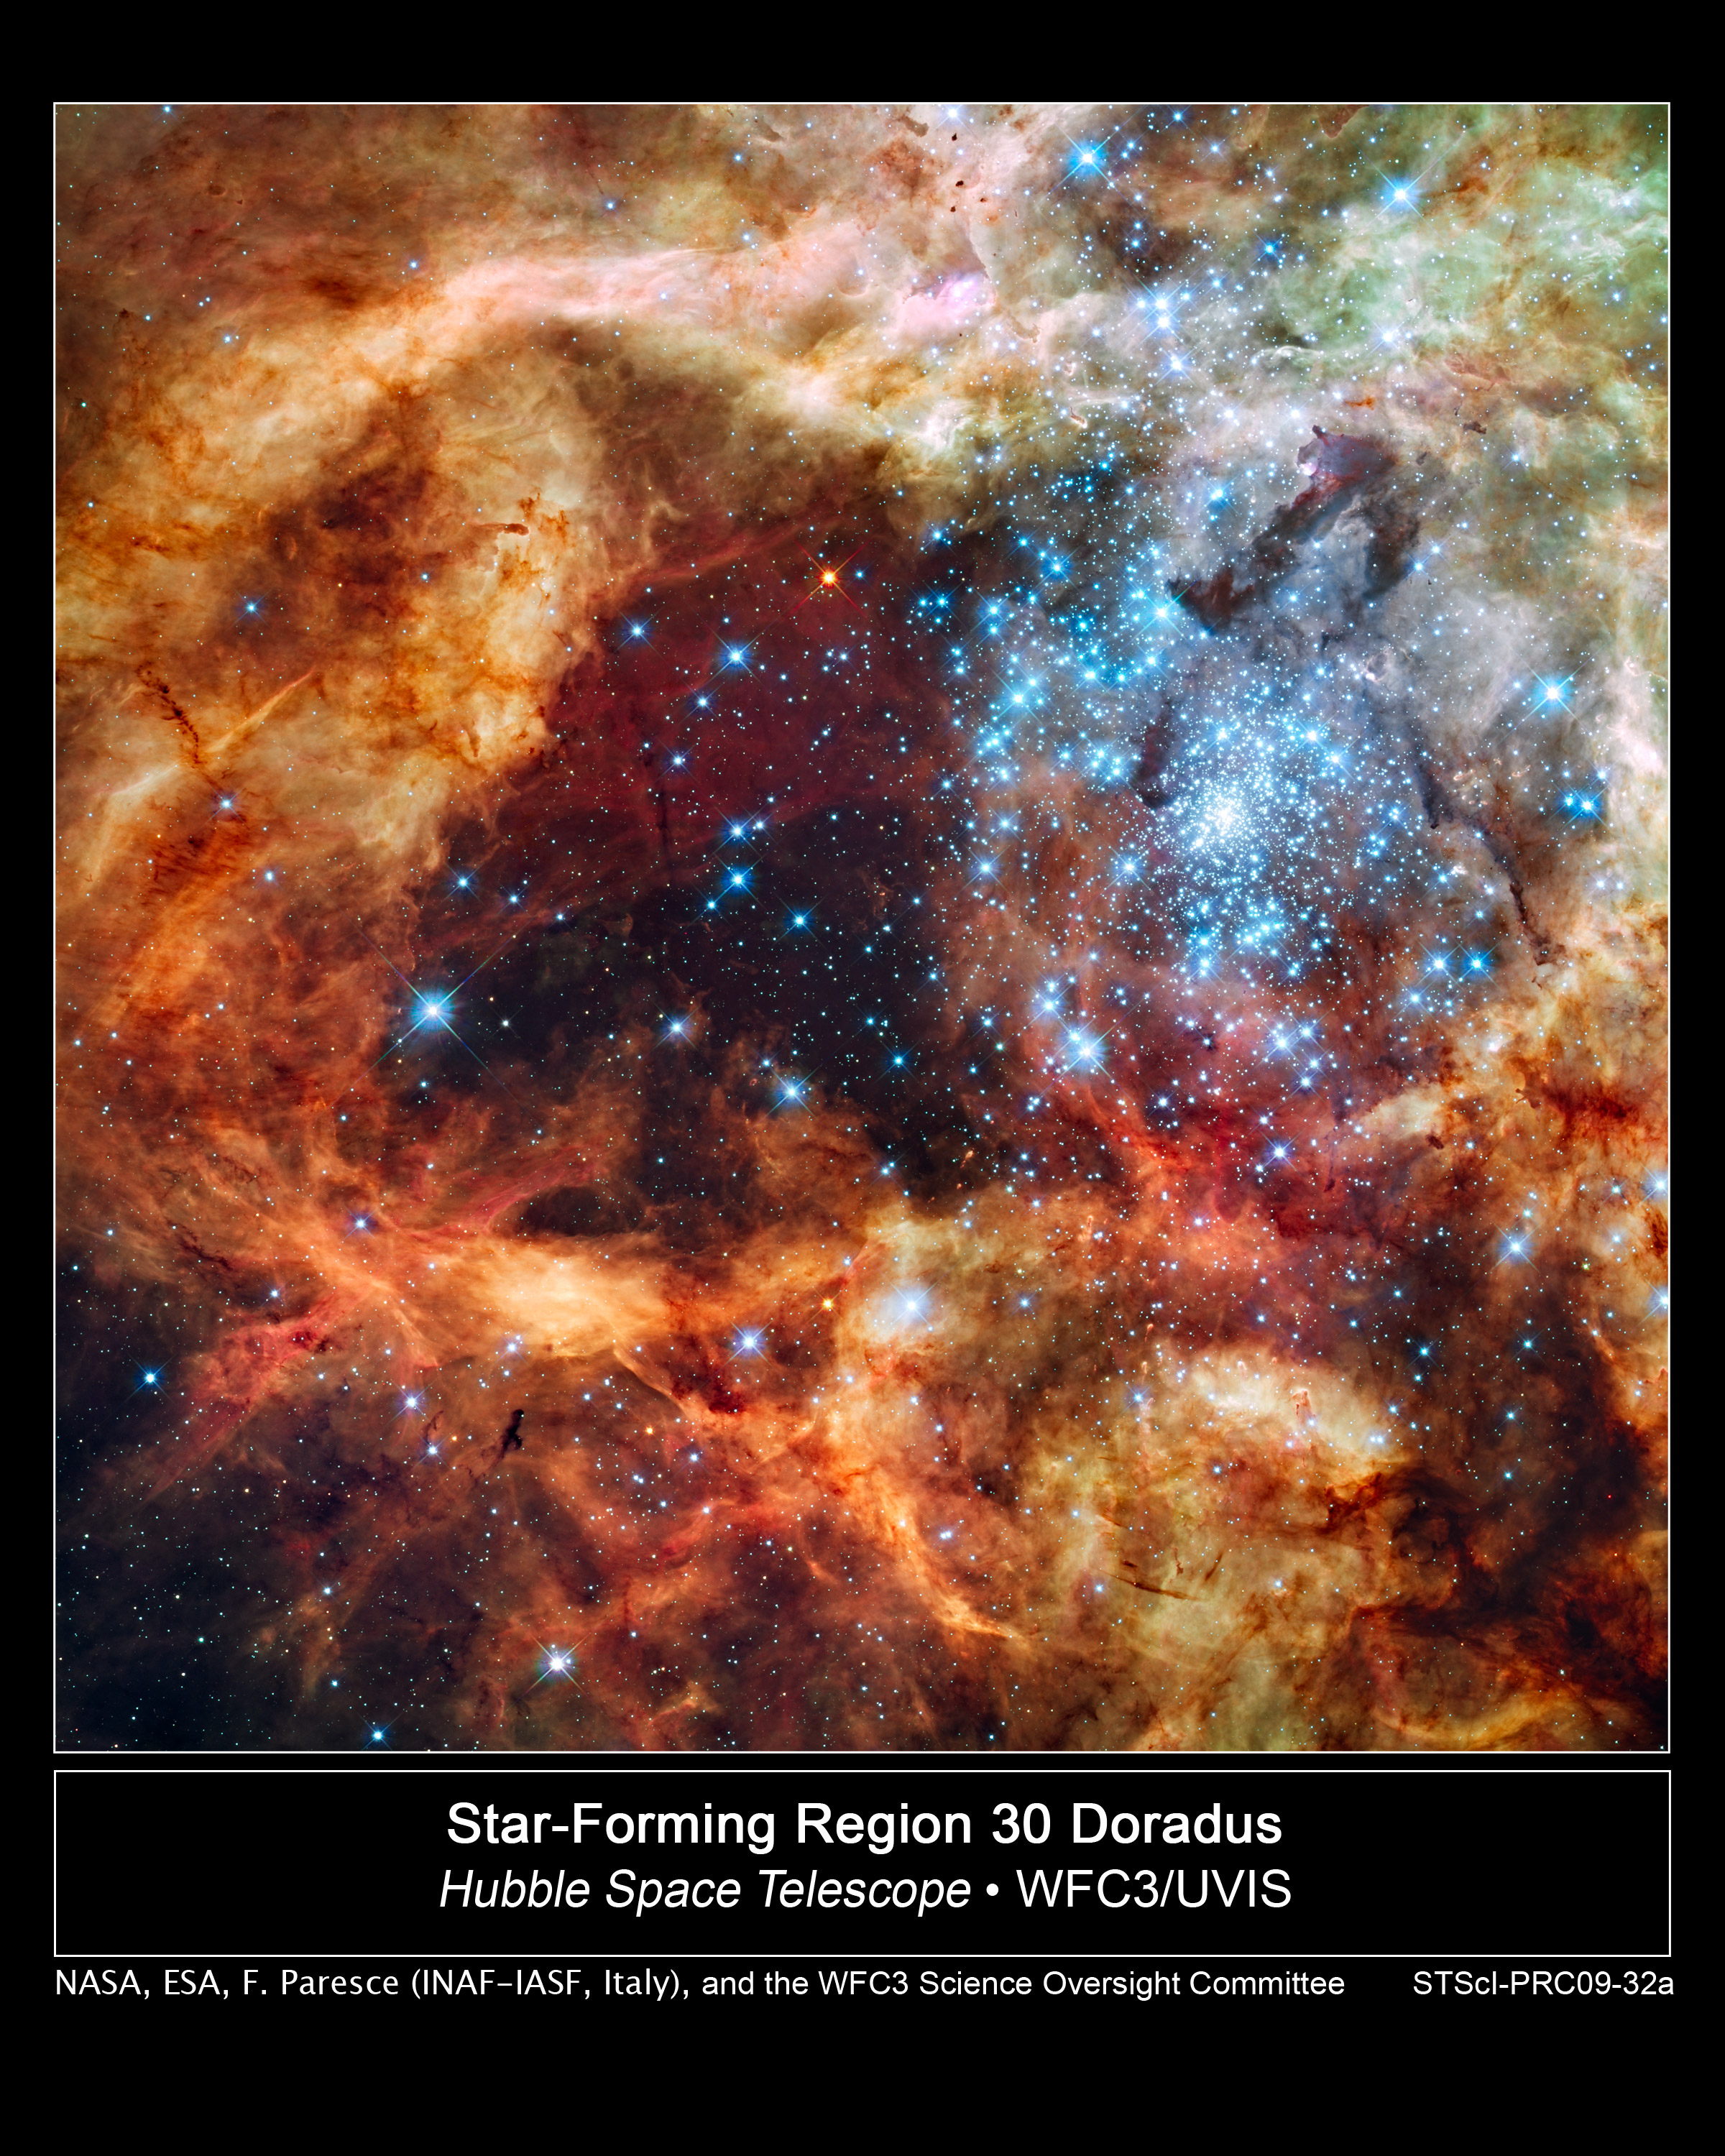 Star-Forming Region 30 Doradus
Hubble Space Telescope • WFC3/UVIS
NASA, ESA, F. Paresce (INAF-IASF, Italy), and the WFC3 Science Oversight Committee STScI-PRC09-32a